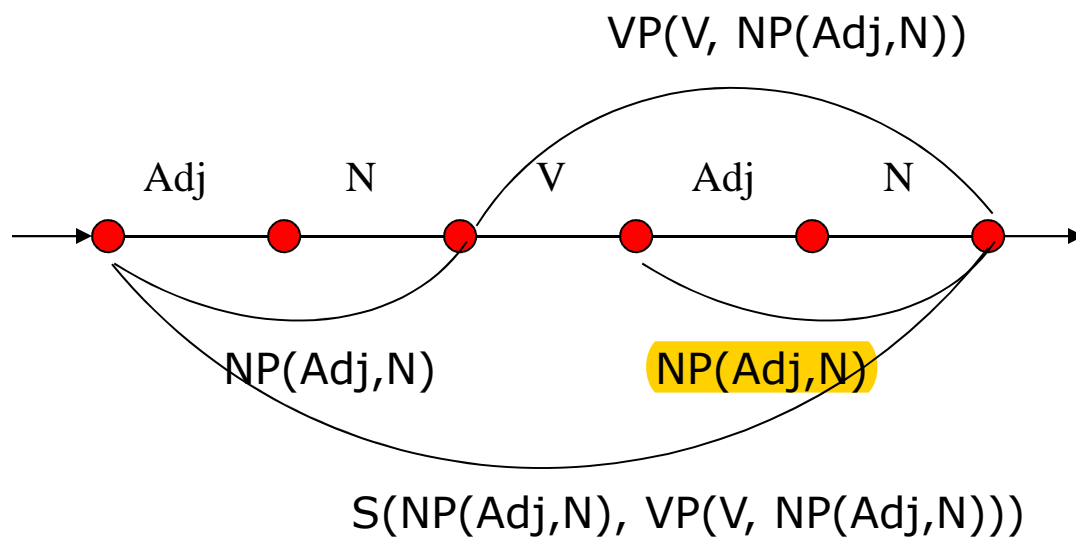 VP(V, NP(Adj,N))
Adj N V Adj N
NP(Adj,N) NP(Adj,N)
S(NP(Adj,N), VP(V, NP(Adj,N)))